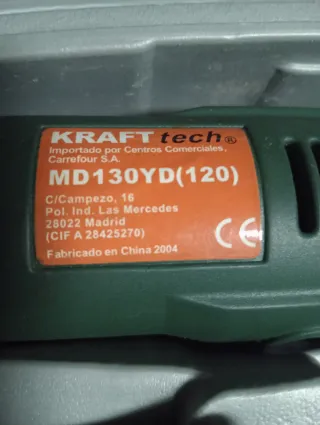 KRAFT tech®
Importado por Centros Comerciales,
Carrefour S.A.
MD130YD(120)
C/Campezo, 16
Pol. Ind. Las Mercedes
28022 Madrid
(CIF A 28425270)
Fabricado en China 2004
CE